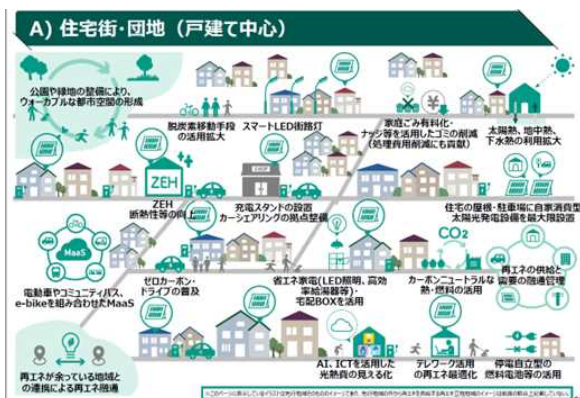 A) 住宅街・団地（戸建て中心）
公園や緑地の整備により、
ウォーカブルな都市空間の形成
脱炭素移動手段
の活用拡大
スマートLED街路灯
家庭ごみ有料化・
ナッジ等を活用したゴミの削減
(処理費用削減にも貢献)
太陽熱、地中熱、
下水熱の利用拡大
ZEH
ZEH
断熱性等の向上
SHOP
充電スタンドの設置
カーシェアリングの拠点整備
住宅の屋根・駐車場に自家消費型
太陽光発電設備を最大限設置
MaaS
電動車やコミュニティバス、
e-bikeを組み合わせたMaaS
ゼロカーボン・
ドライブの普及
省エネ家電(LED照明、高効
率給湯器等)・
宅配BOXを活用
CO2
カーボンニュートラルな
熱・燃料の活用
再エネの供給と
需要の融通管理
再エネが余っている地域と
の連携による再エネ融通
AI、ICTを活用した
光熱費の見える化
テレワーク活用
の再エネ最適化
停電自立型の
燃料電池等の活用